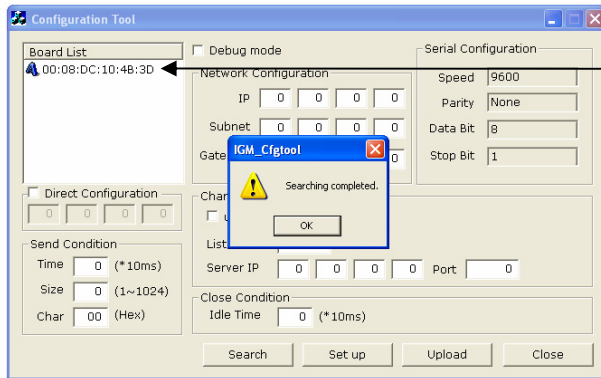 Configuration Tool
Board List
00:08:DC:10:4B:3D
Debug mode
Network Configuration
IP 0 0 0 0
Subnet 0 0 0 0
Gate 0
Serial Configuration
Speed 9600
Parity None
Data Bit 8
Stop Bit 1
IGM_Cfgtool
Searching completed.
OK
Direct Configuration
0 0 0 0
Send Condition
Time 0 (*10ms)
Size 0 (1~1024)
Char 00 (Hex)
Char
List
Server IP 0 0 0 0 Port 0
Close Condition
Idle Time 0 (*10ms)
Search Set up Upload Close